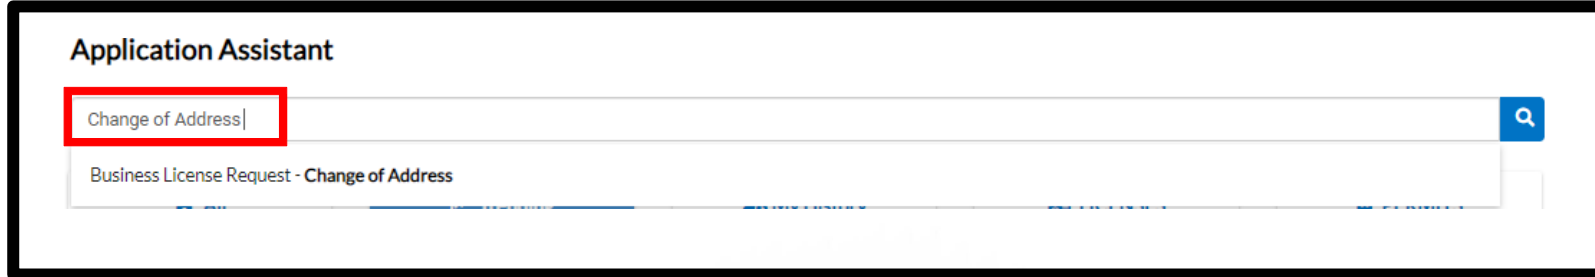 Application Assistant
Change of Address
Business License Request - Change of Address